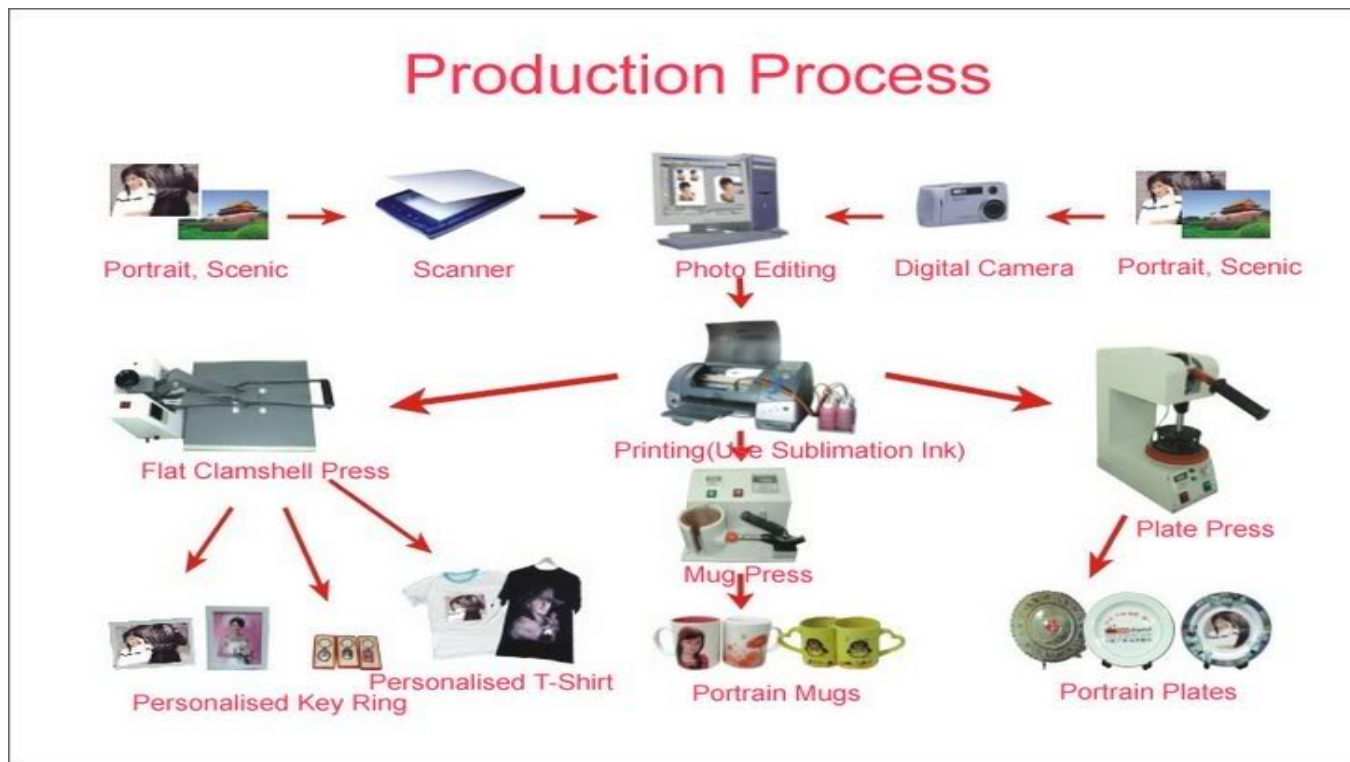 Production Process
Portrait, Scenic
Scanner
Photo Editing
Digital Camera
Portrait, Scenic
Flat Clamshell Press
Printing(Use Sublimation Ink)
Plate Press
Mug Press
Personalised Key Ring
Personalised T-Shirt
Portrain Mugs
Portrain Plates